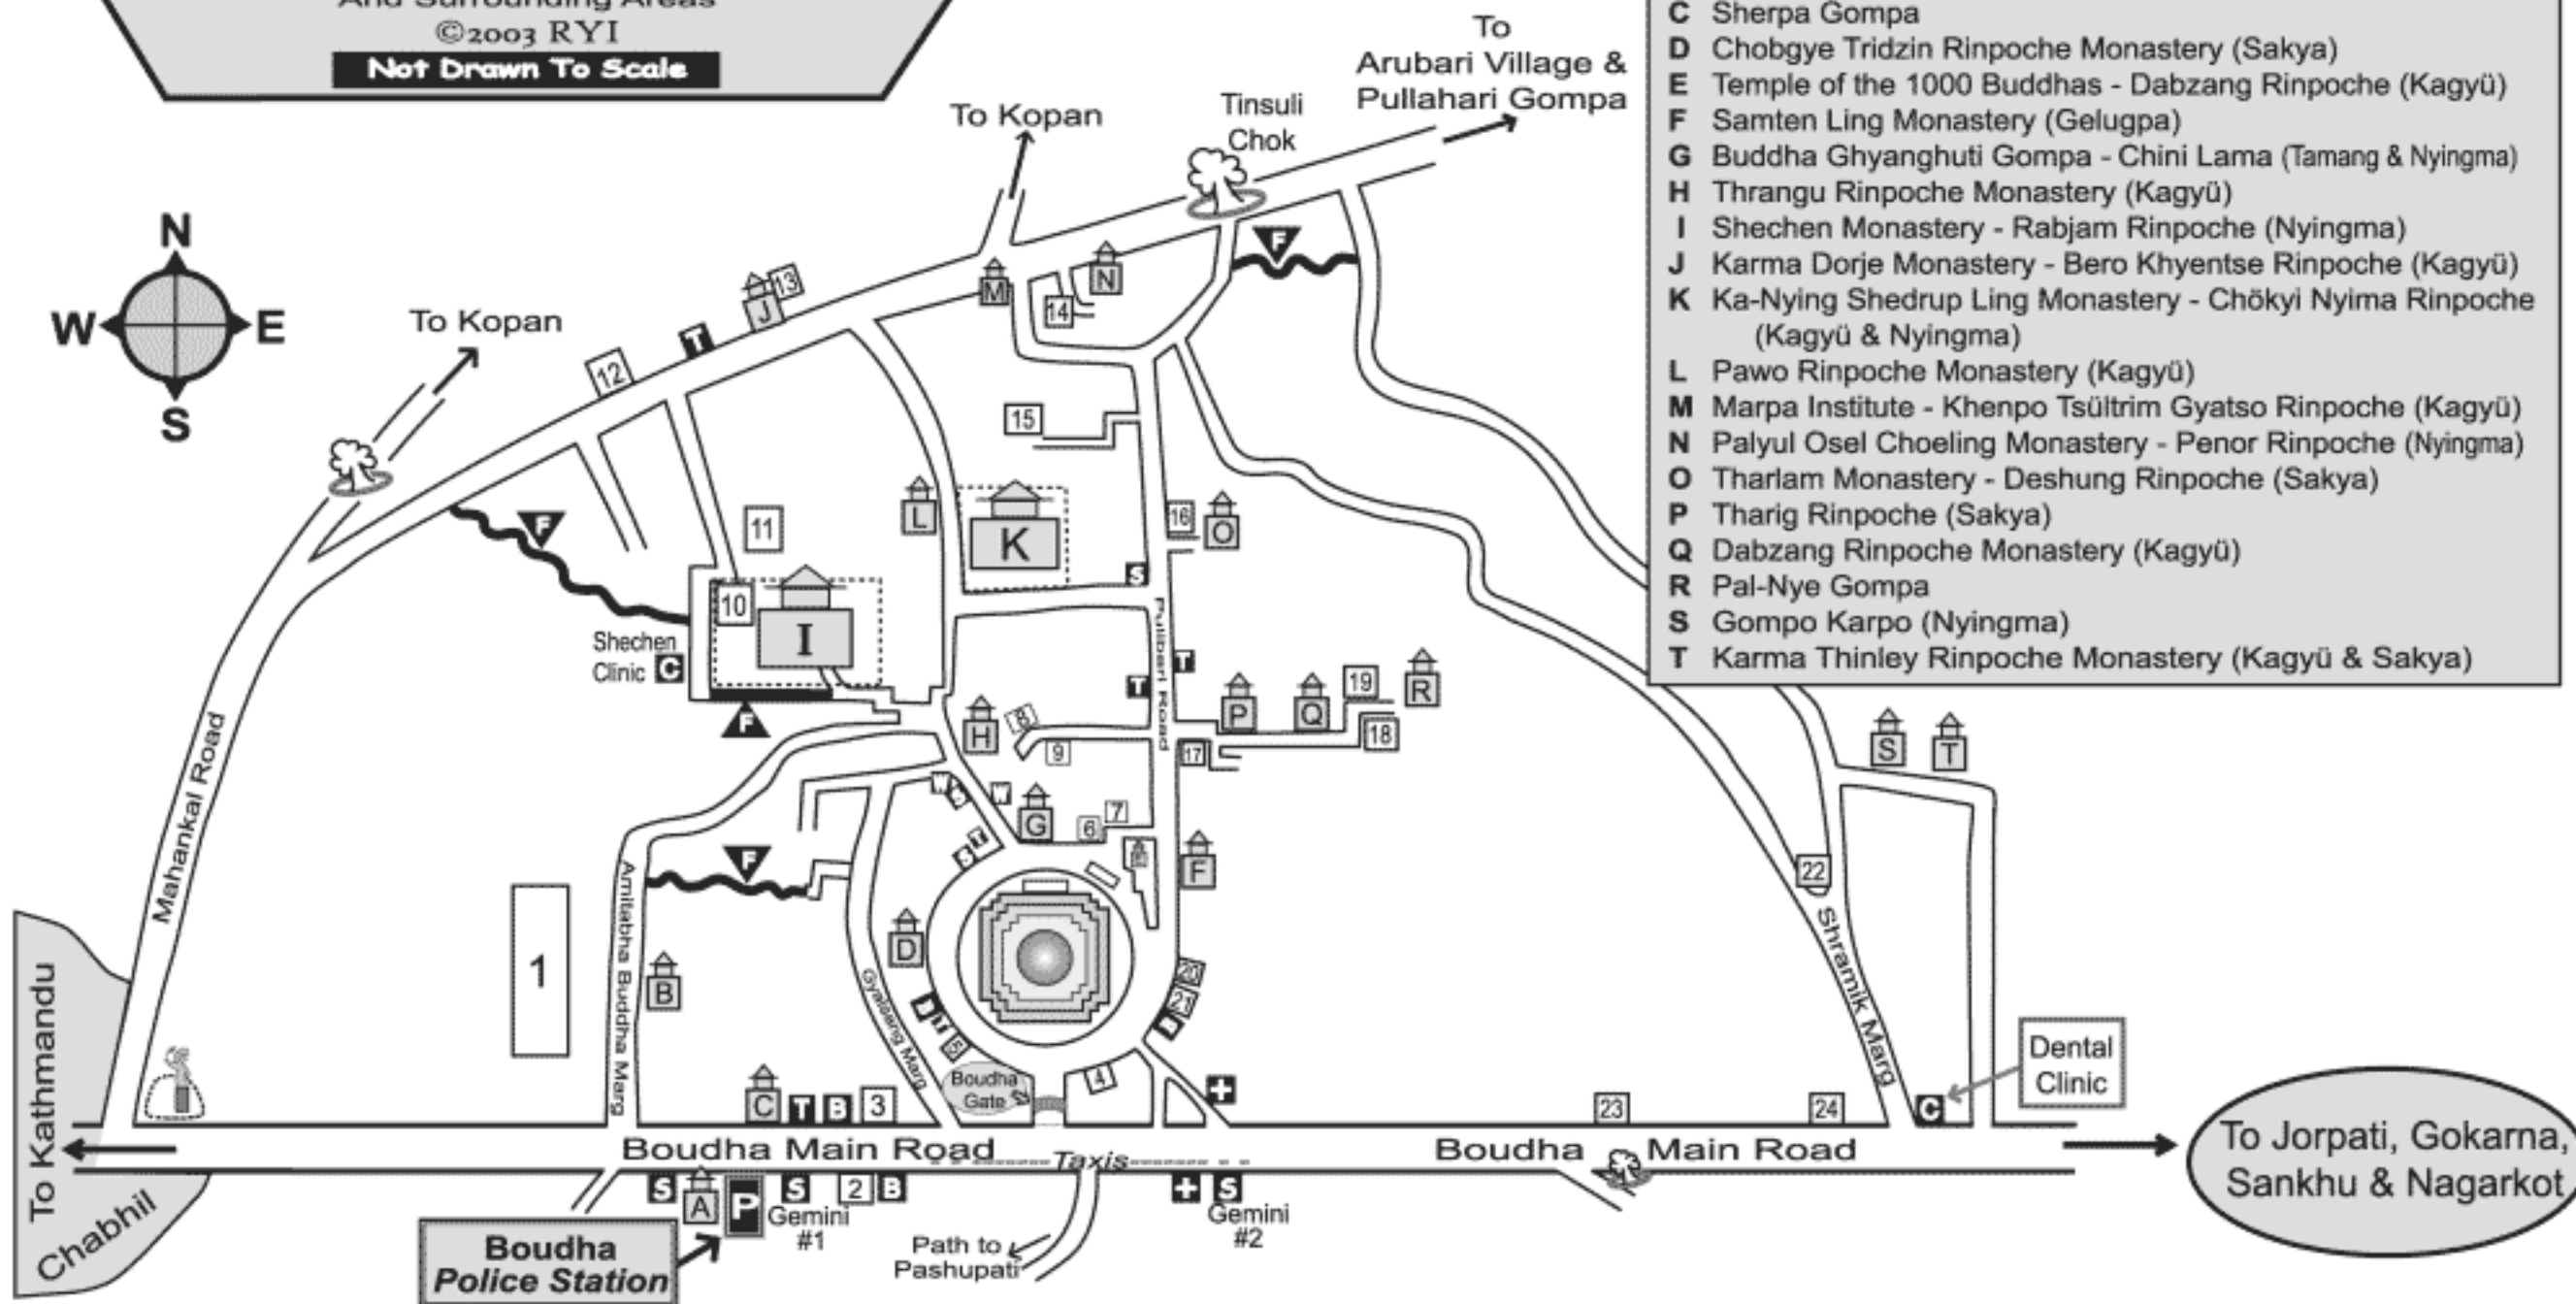 And Surrounding Areas
©2003 RYI
Not Drawn To Scale
C Sherpa Gompa
D Chobgye Tridzin Rinpoche Monastery (Sakya)
E Temple of the 1000 Buddhas - Dabzang Rinpoche (Kagyü)
F Samten Ling Monastery (Gelugpa)
G Buddha Ghyanghuti Gompa - Chini Lama (Tamang & Nyingma)
H Thrangu Rinpoche Monastery (Kagyü)
I Shechen Monastery - Rabjam Rinpoche (Nyingma)
J Karma Dorje Monastery - Bero Khyentse Rinpoche (Kagyü)
K Ka-Nying Shedrup Ling Monastery - Chökyi Nyima Rinpoche
(Kagyü & Nyingma)
L Pawo Rinpoche Monastery (Kagyü)
M Marpa Institute - Khenpo Tsültrim Gyatso Rinpoche (Kagyü)
N Palyul Osel Choeling Monastery - Penor Rinpoche (Nyingma)
O Tharlam Monastery - Deshung Rinpoche (Sakya)
P Tharig Rinpoche (Sakya)
Q Dabzang Rinpoche Monastery (Kagyü)
R Pal-Nye Gompa
S Gompo Karpo (Nyingma)
T Karma Thinley Rinpoche Monastery (Kagyü & Sakya)
To
Arubari Village &
Pullahari Gompa
To Kopan
Tinsuli
Chok
N
W E
S
To Kopan
F
N
M
14
13
J
T
12
15
L
K
16
O
S
11
F
10
I
Shechen
Clinic C
F
Fulibari Road
T
T
H
8
9
P
Q
19
R
18
17
S
T
Mahankal Road
W
S
W
G
6
7
F
S T
F
22
1
Amitabha Buddha Marg
B
D
Gyalsang Marg
T
5
20
21
Shramik Marg
Boudha
Gate
4
C T B 3
+
23
24
C
Dental
Clinic
To Kathmandu
Chabhil
Boudha Main Road
Taxis
Boudha Main Road
S A P S 2 B
+ S
Gemini
#1
Gemini
#2
Boudha
Police Station
Path to
Pashupati
To Jorpati, Gokarna,
Sankhu & Nagarkot